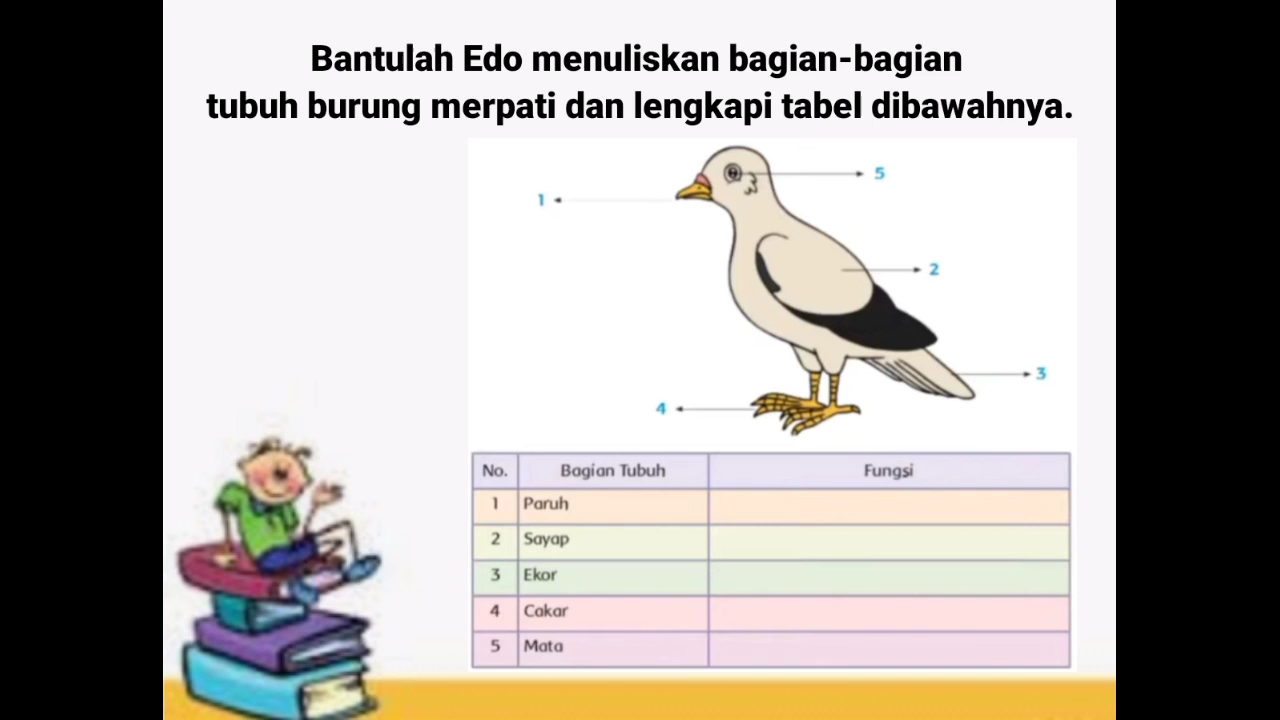 Bantulah Edo menuliskan bagian-bagian
tubuh burung merpati dan lengkapi tabel dibawahnya.
5
1
2
3
4
No. Bagian Tubuh Fungsi
1 Paruh
2 Sayap
3 Ekor
4 Cakar
5 Mata